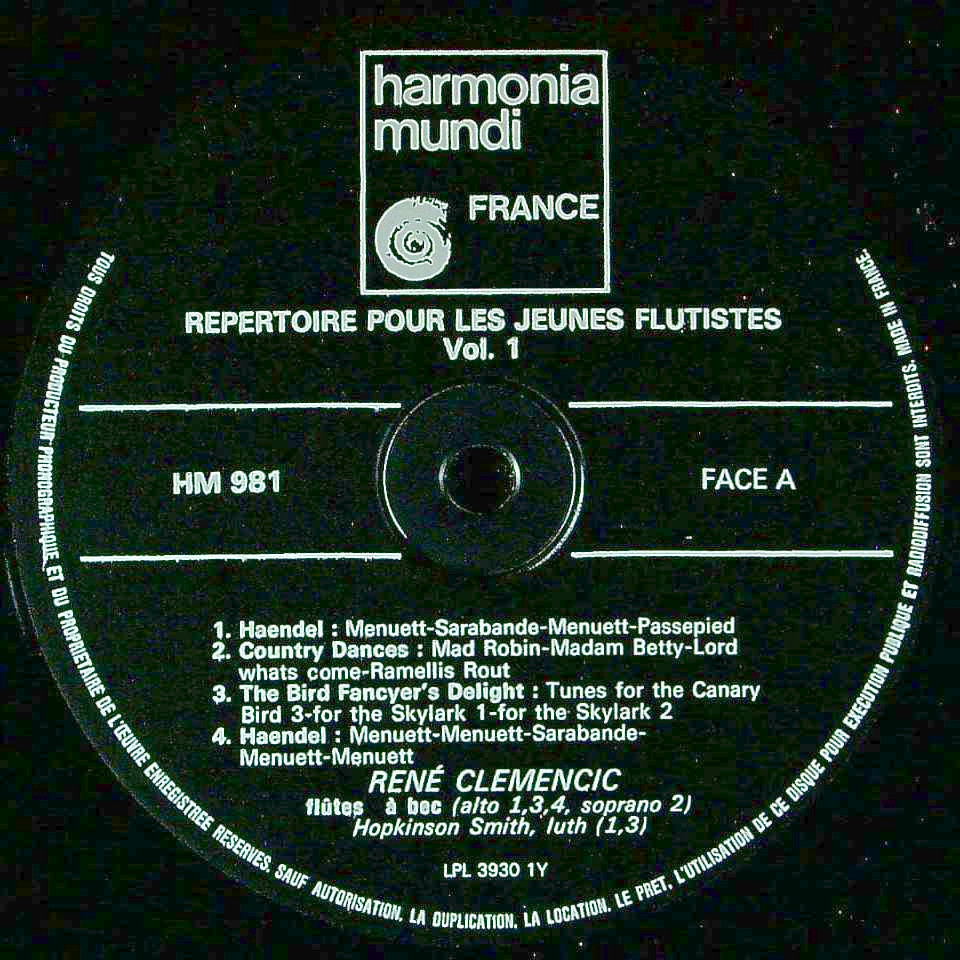 harmonia
mundi
FRANCE
REPERTOIRE POUR LES JEUNES FLUTISTES
Vol. 1
HM 981
FACE A
1. Haendel : Menuett-Sarabande-Menuett-Passepied
2. Country Dances : Mad Robin-Madam Betty-Lord
whats come-Ramellis Rout
3. The Bird Fancyer's Delight : Tunes for the Canary
Bird 3-for the Skylark 1-for the Skylark 2
4. Haendel : Menuett-Menuett-Sarabande-
Menuett-Menuett
RENÉ CLEMENCIC
flûtes à bec (alto 1,3,4, soprano 2)
Hopkinson Smith, luth (1,3)
LPL 3930 1Y
TOUS DROITS DU PRODUCTEUR PHONOGRAPHIQUE ET DU PROPRIETAIRE DE L'ŒUVRE ENREGISTREE RESERVES. SAUF AUTORISATION, LA DUPLICATION, LA LOCATION, LE PRET, L'UTILISATION DE CE DISQUE POUR EXECUTION PUBLIQUE ET RADIODIFFUSION SONT INTERDITS. MADE IN FRANCE